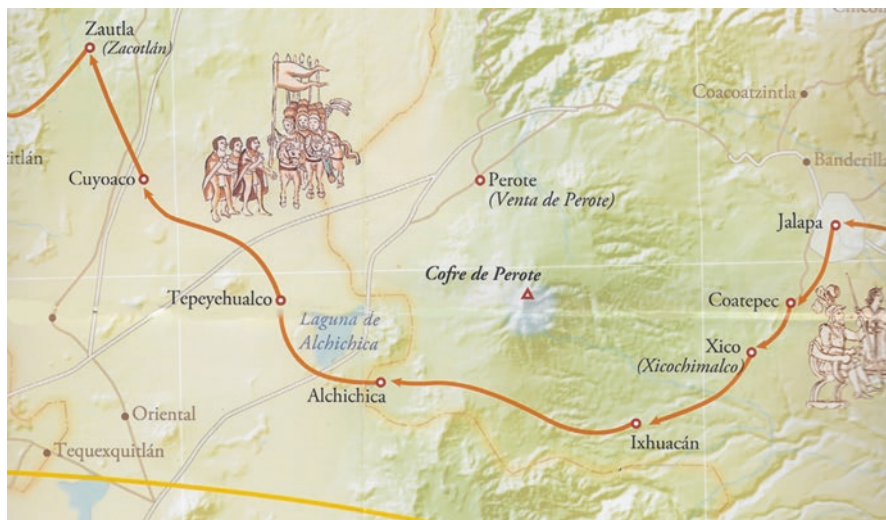 Zautla
(Zacotlán)
Coacoatzintla
Cuyoaco
Perote
(Venta de Perote)
Banderilla
Jalapa
Cofre de Perote
Tepeyehualco
Laguna de
Alchichica
Coatepec
Xico
(Xicochimalco)
Alchichica
Ixhuacán
Oriental
Tequexquitlán